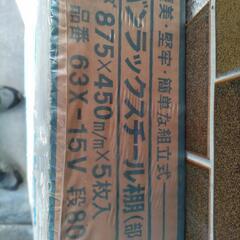 美・堅牢・簡単な組立式
バンラックスチール棚(部
875×450m/m×5枚入
品番 63X-15V 段80